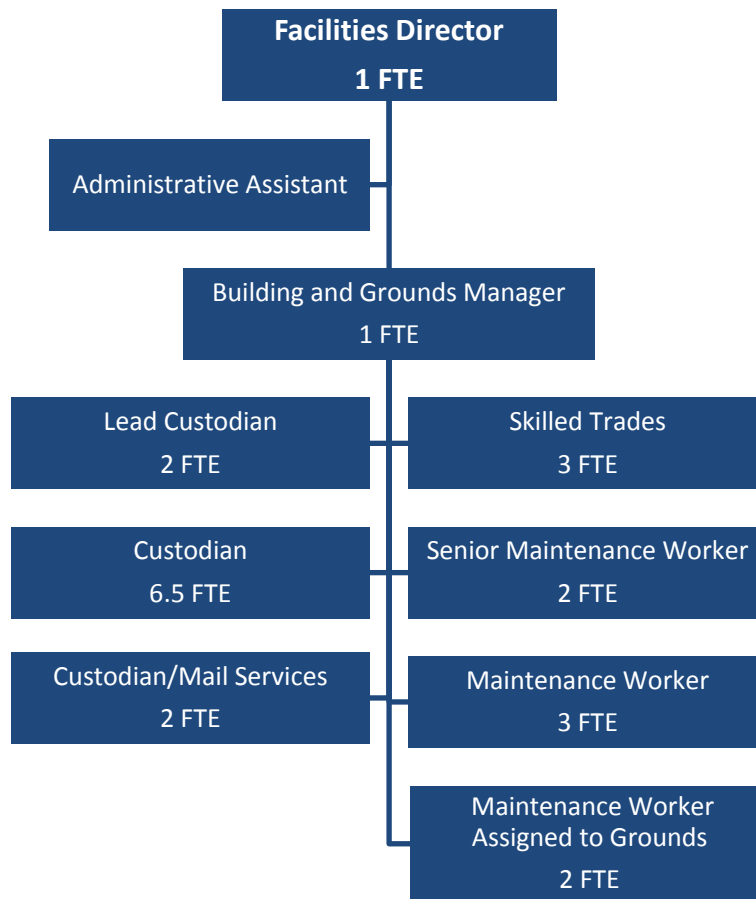 Facilities Director
1 FTE
Administrative Assistant
Building and Grounds Manager
1 FTE
Lead Custodian
2 FTE
Skilled Trades
3 FTE
Custodian
6.5 FTE
Senior Maintenance Worker
2 FTE
Custodian/Mail Services
2 FTE
Maintenance Worker
3 FTE
Maintenance Worker
Assigned to Grounds
2 FTE